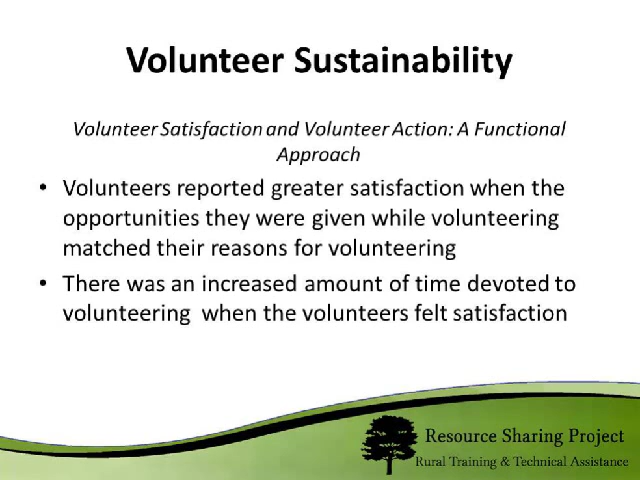 Volunteer Sustainability
Volunteer Satisfaction and Volunteer Action: A Functional
Approach
• Volunteers reported greater satisfaction when the
opportunities they were given while volunteering
matched their reasons for volunteering
• There was an increased amount of time devoted to
volunteering  when the volunteers felt satisfaction
Resource Sharing Project
Rural Training & Technical Assistance